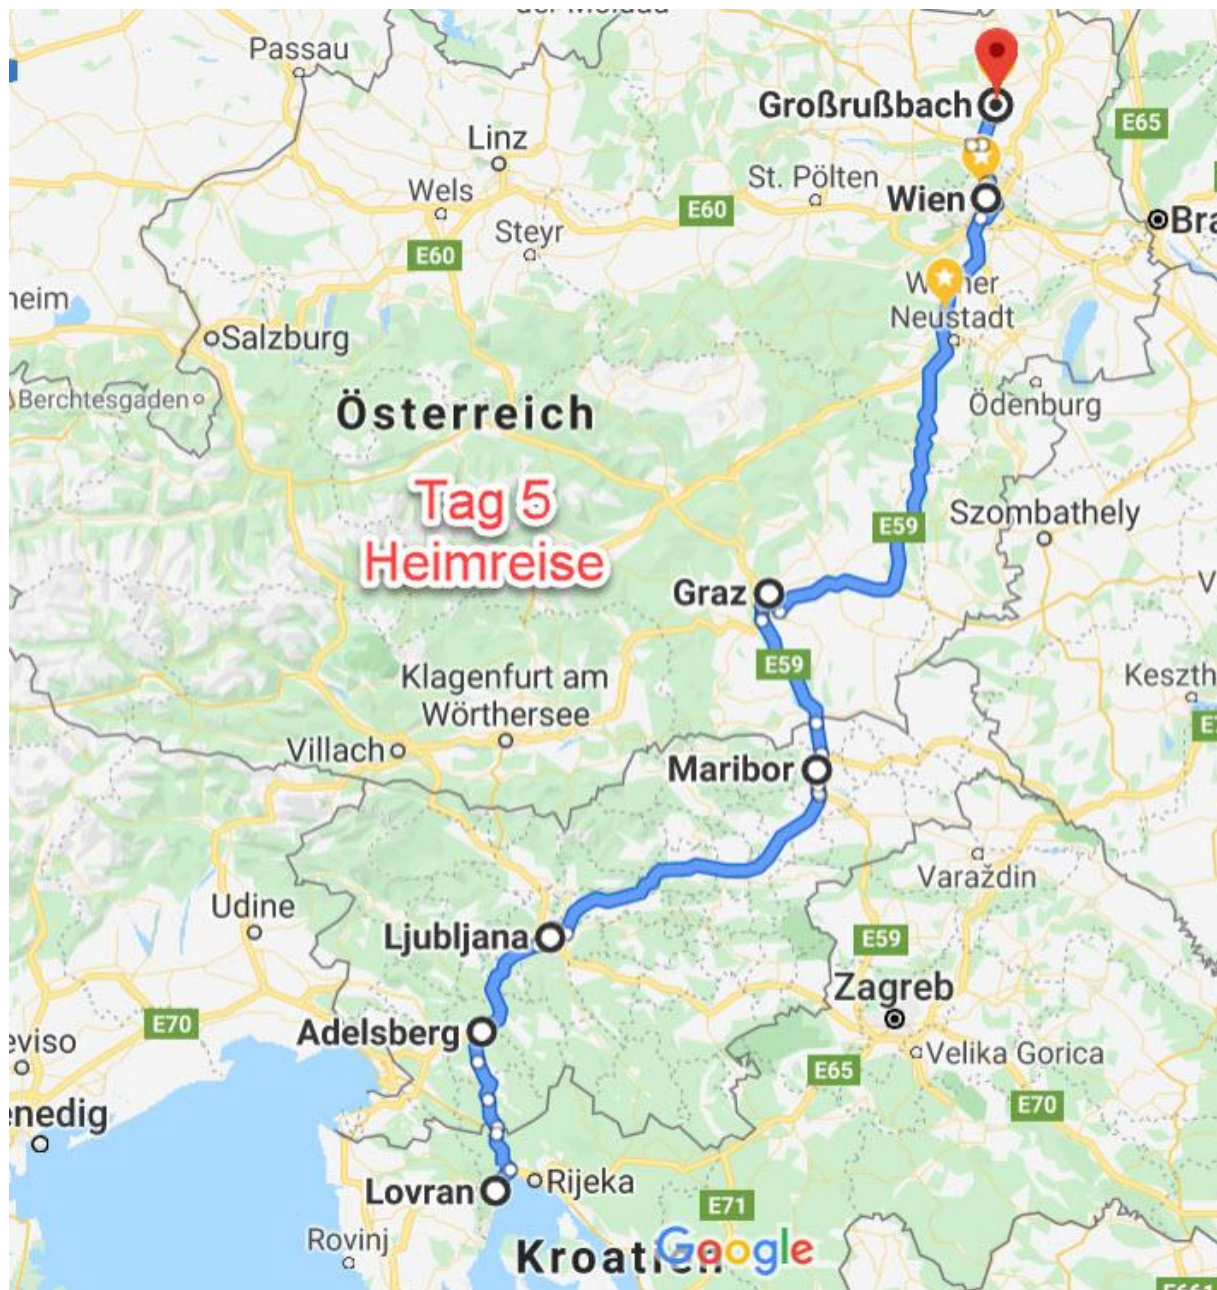 Passau
Großrußbach
E65
Linz
Wels
St. Pölten
Wien
E60
Bra
Steyr
E60
heim
Neustadt
Salzburg
Berchtesgaden
Ödenburg
Österreich
Tag 5
Heimreise
Szombathely
E59
Graz
E59
Klagenfurt am
Wörthersee
Keszth
Villach
Maribor
Varaždin
Udine
Ljubljana
E59
Zagreb
Adelsberg
E70
eviso
Velika Gorica
E65
E70
enedig
Rijeka
Lovran
E71
Rovinj
Kroatien
Google